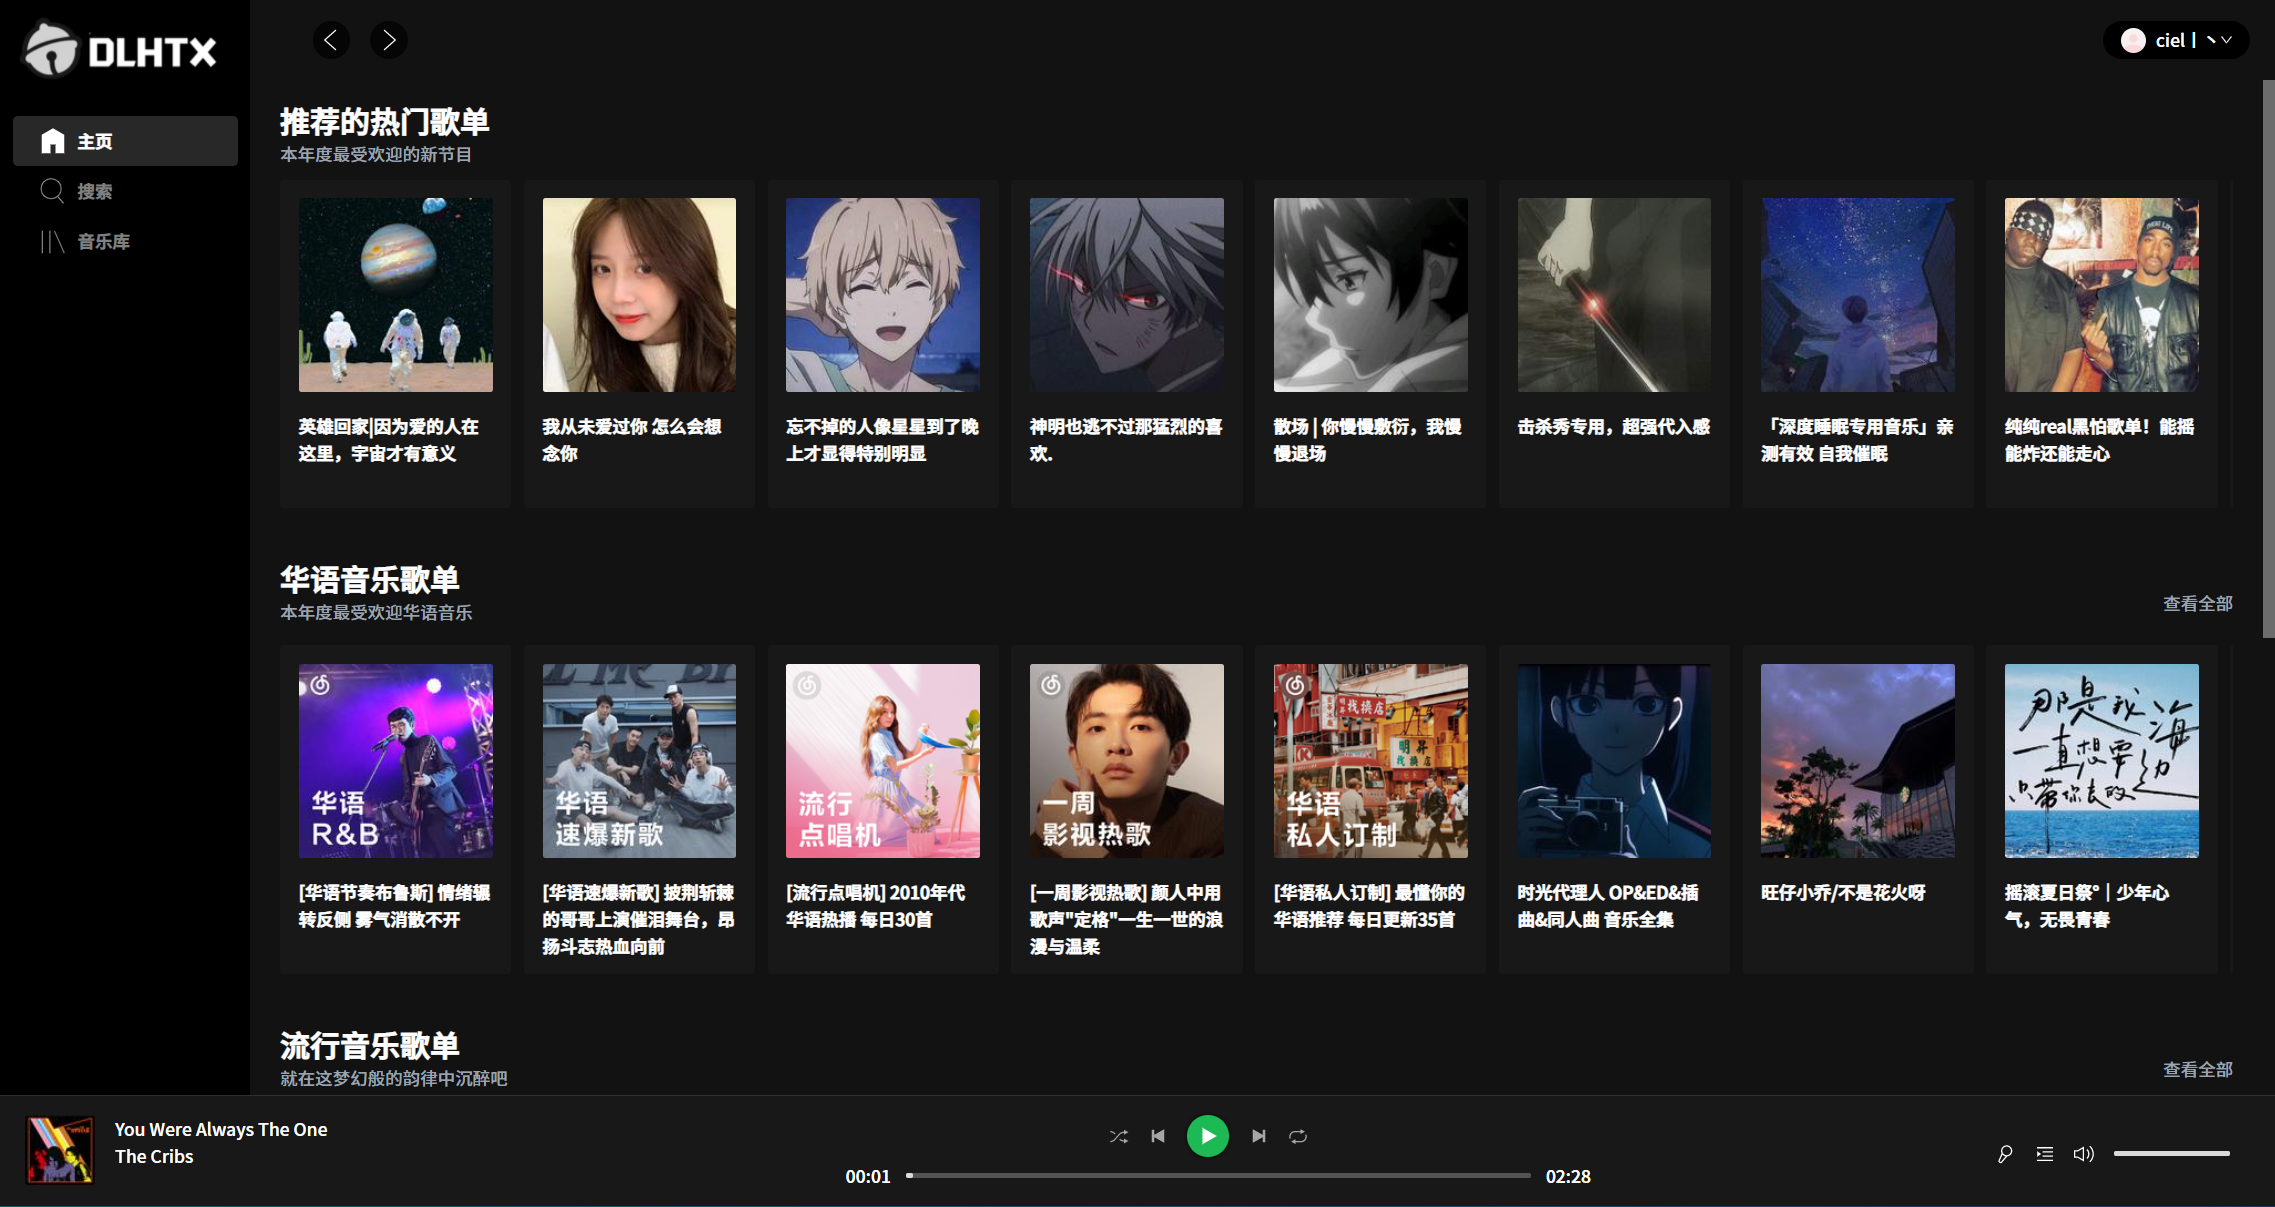 DLHTX
ciel丨丶
主页
搜索
音乐库
推荐的热门歌单
本年度最受欢迎的新节目
英雄回家|因为爱的人在
这里，宇宙才有意义
我从未爱过你 怎么会想
念你
忘不掉的人像星星到了晚
上才显得特别明显
神明也逃不过那猛烈的喜
欢.
散场 | 你慢慢敷衍，我慢
慢退场
击杀秀专用，超强代入感
「深度睡眠专用音乐」亲
测有效 自我催眠
纯纯real黑怕歌单！能摇
能炸还能走心
华语音乐歌单
本年度最受欢迎华语音乐
查看全部
华语
R&B
华语
速爆新歌
流行
点唱机
一周
影视热歌
找换店
明昇
找换店
华语
私人订制
那是我
一直想要
只带你去的
海边
[华语节奏布鲁斯] 情绪辗
转反侧 雾气消散不开
[华语速爆新歌] 披荆斩棘
的哥哥上演催泪舞台，昂
扬斗志热血向前
[流行点唱机] 2010年代
华语热播 每日30首
[一周影视热歌] 颜人中用
歌声"定格"一生一世的浪
漫与温柔
[华语私人订制] 最懂你的
华语推荐 每日更新35首
时光代理人 OP&ED&插
曲&同人曲 音乐全集
旺仔小乔/不是花火呀
摇滚夏日祭°｜少年心
气，无畏青春
流行音乐歌单
就在这梦幻般的韵律中沉醉吧
查看全部
You Were Always The One
The Cribs
00:01
02:28